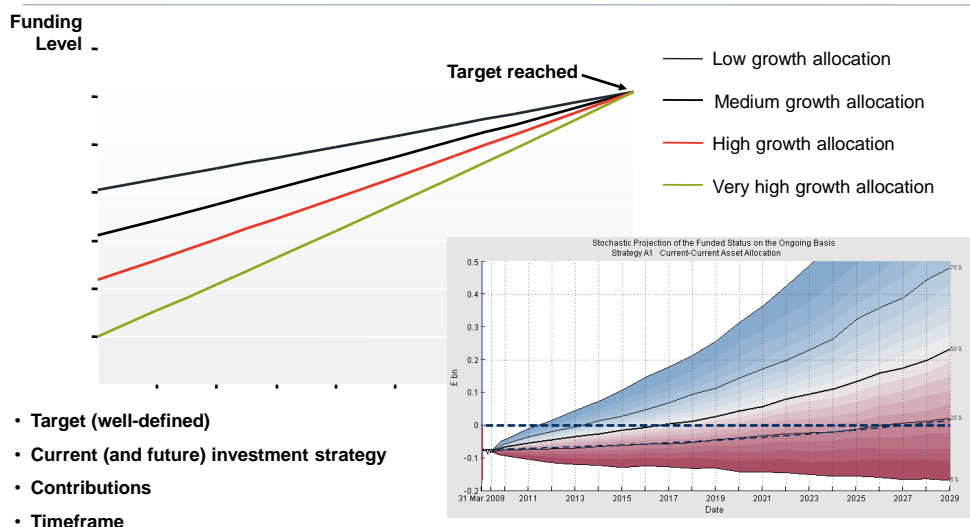 Funding
Level
Target reached
Low growth allocation
Medium growth allocation
High growth allocation
Very high growth allocation
Stochastic Projection of the Funded Status on the Ongoing Basis
Strategy A1 Current-Current Asset Allocation
0.5
0.4
0.3
0.2
0.1
0
-0.1
-0.2
£ bn
75%
50%
25%
5%
31 Mar 2009 2011 2013 2015 2017 2019 2021 2023 2025 2027 2029
Date
• Target (well-defined)
• Current (and future) investment strategy
• Contributions
• Timeframe